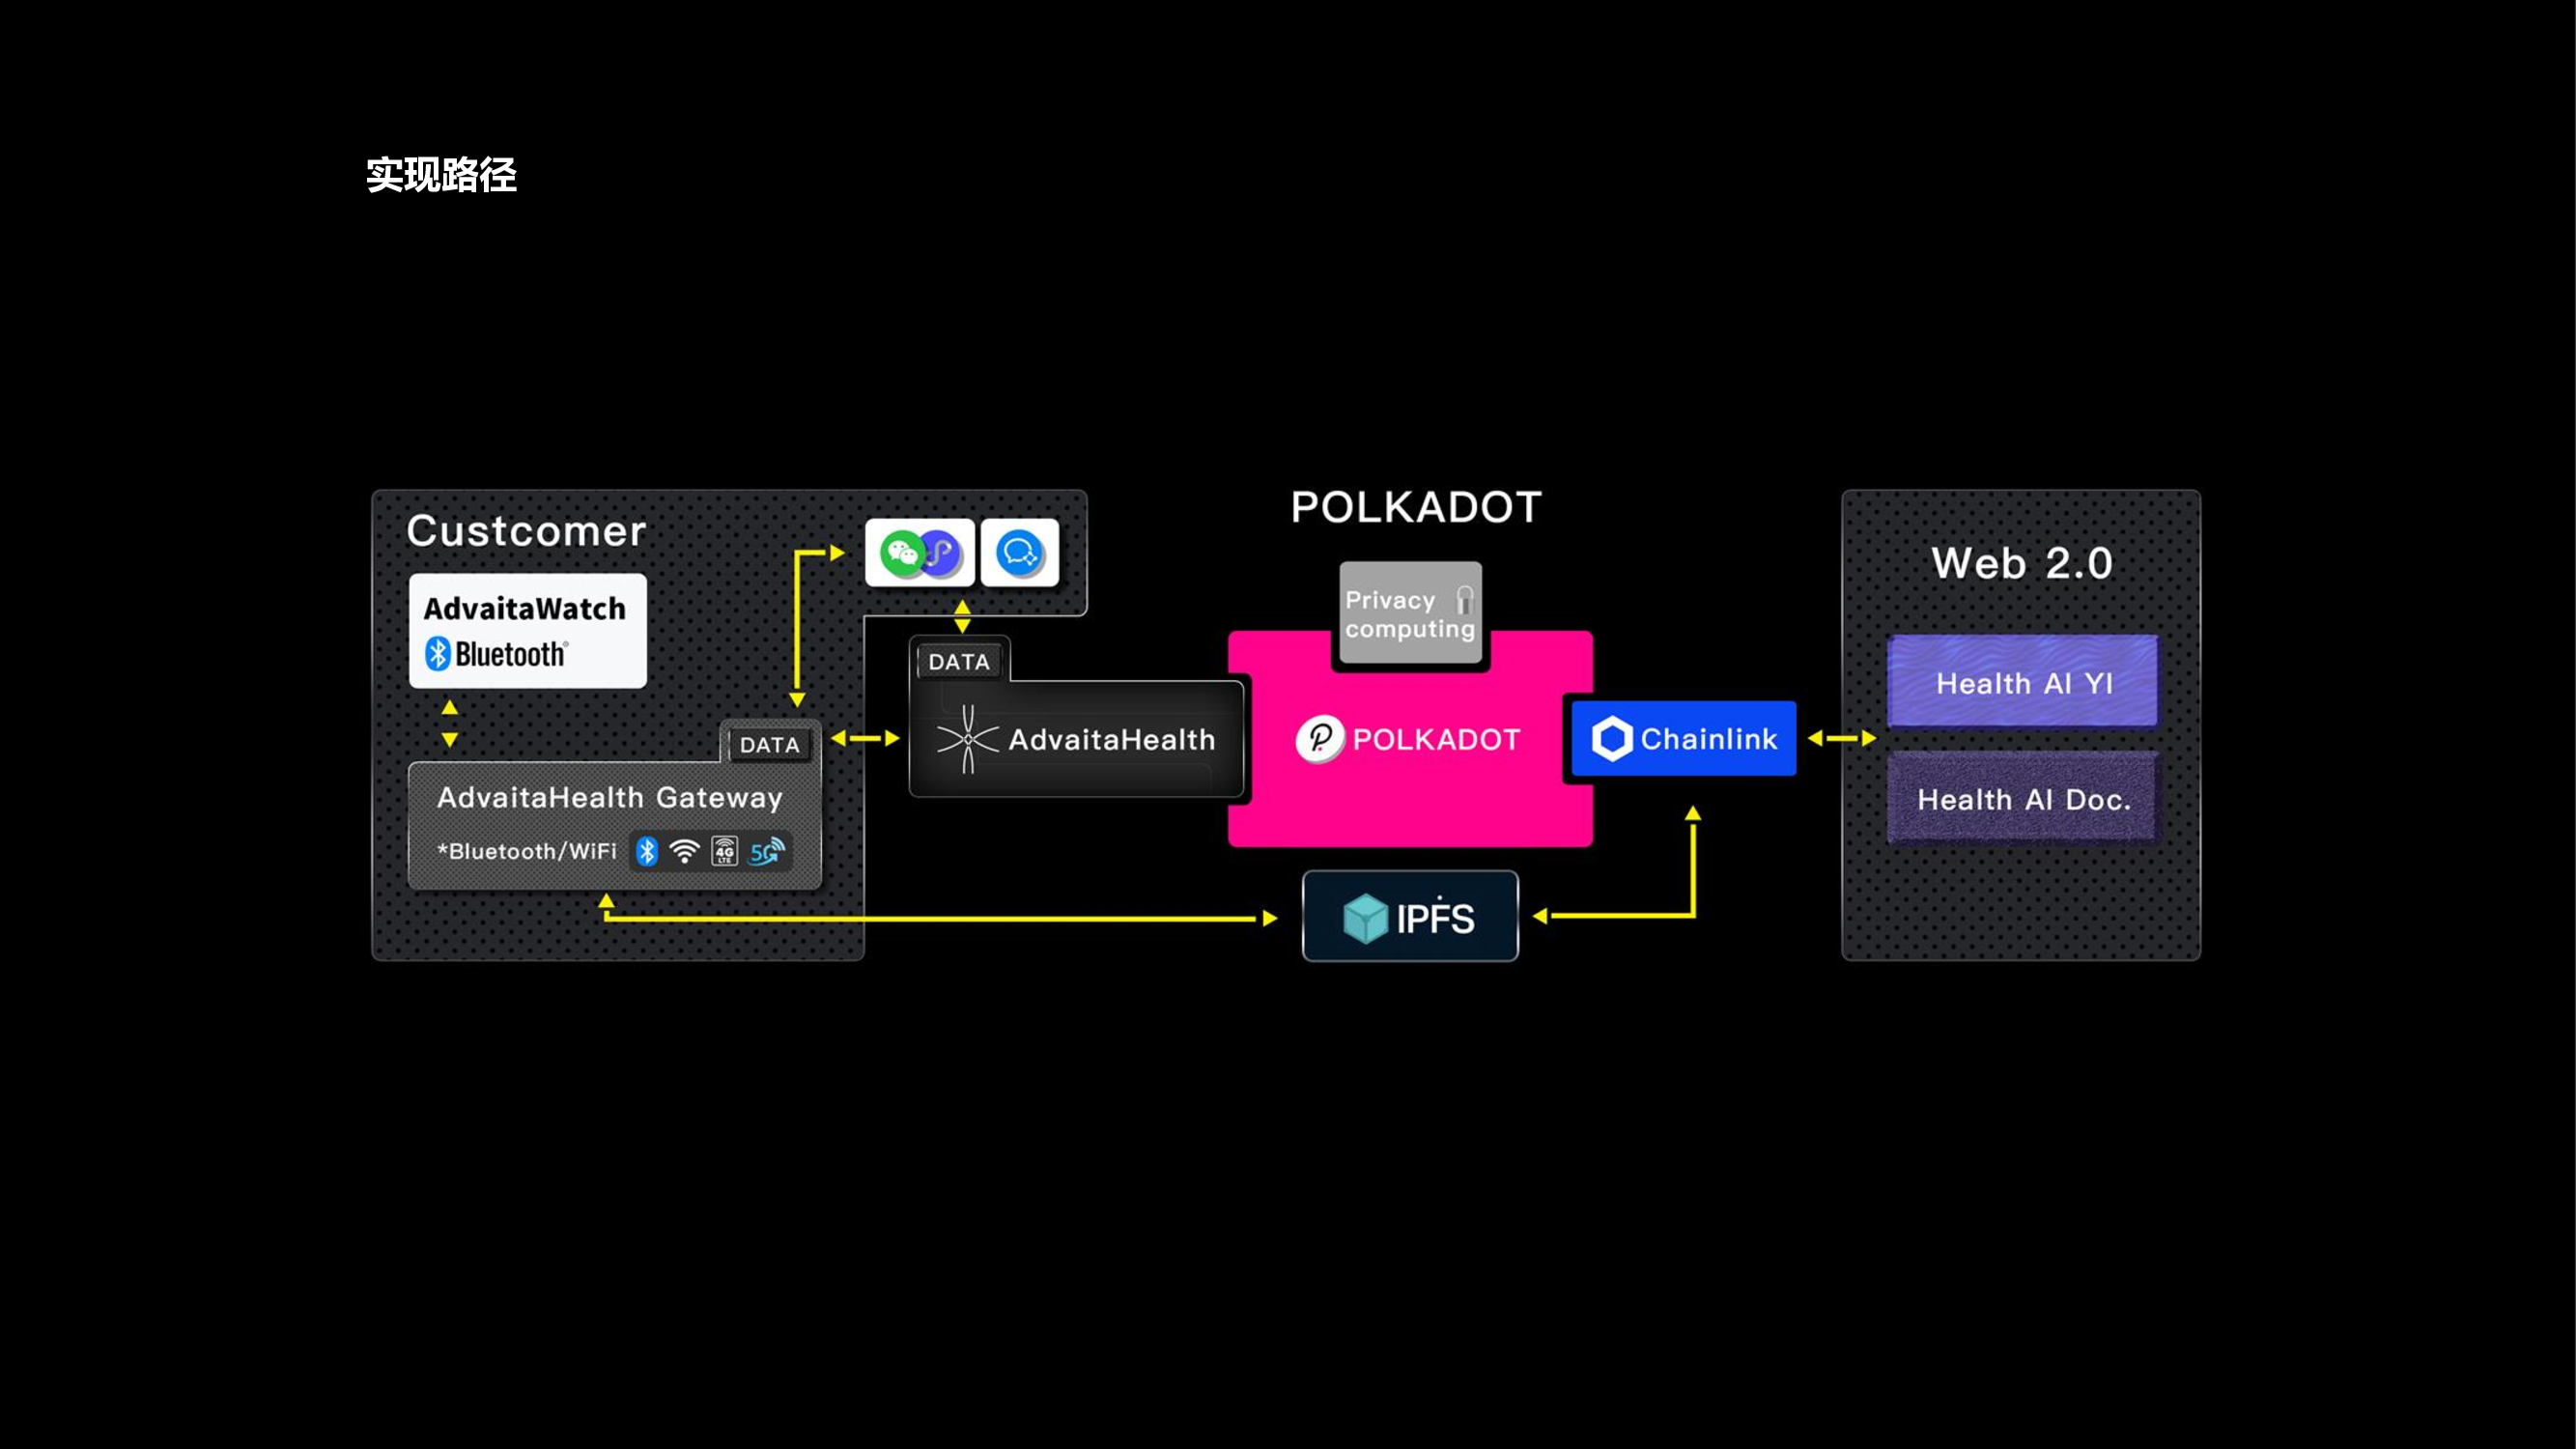 实现路径
Custcomer
AdvaitaWatch
Bluetooth®
DATA
AdvaitaHealth Gateway
*Bluetooth/WiFi
4G
LTE
5G
DATA
AdvaitaHealth
POLKADOT
Privacy
computing
POLKADOT
Chainlink
IPFS
Web 2.0
Health AI YI
Health AI Doc.